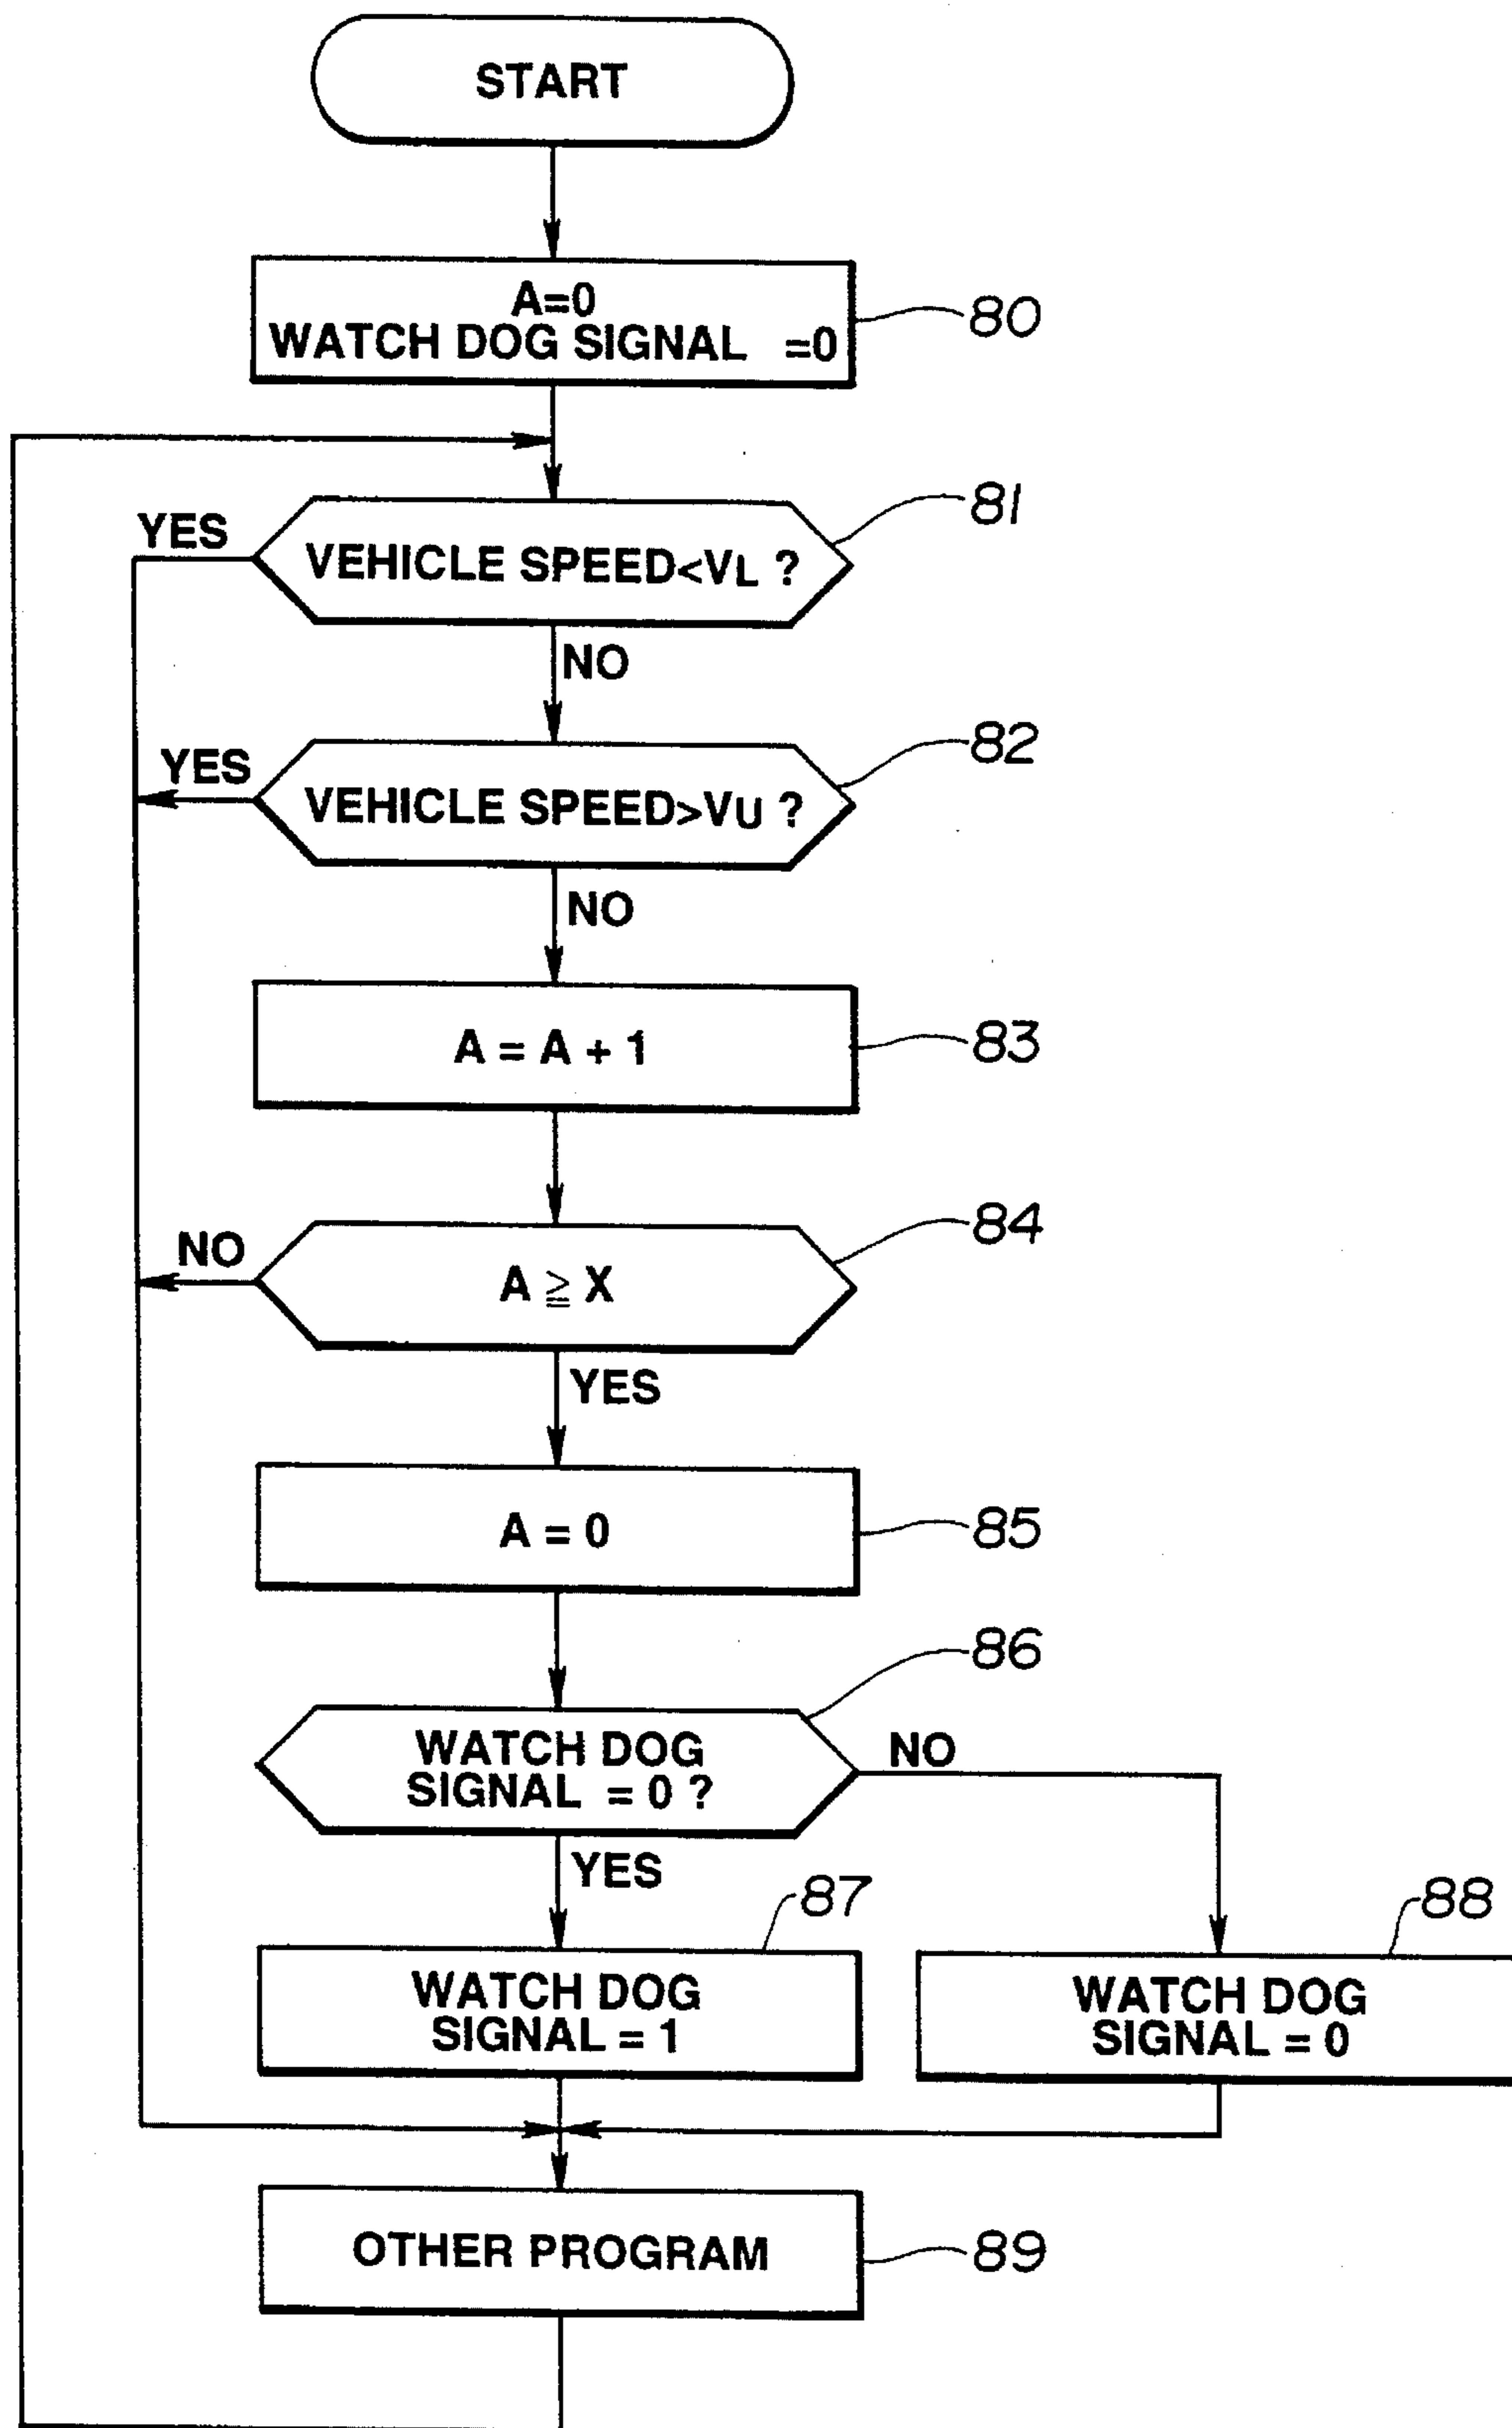 START
A=0
WATCH DOG SIGNAL =0
80
81
YES
VEHICLE SPEED<VL ?
NO
82
YES
VEHICLE SPEED>VU ?
NO
A = A + 1
83
84
NO
A ≧ X
YES
A = 0
85
86
WATCH DOG
SIGNAL = 0 ?
NO
YES
87
88
WATCH DOG
SIGNAL = 1
WATCH DOG
SIGNAL = 0
OTHER PROGRAM
89